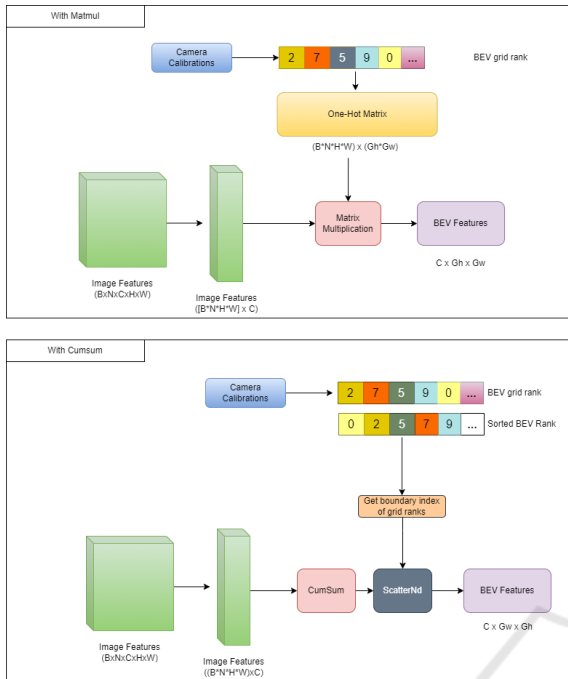 With Matmul
Camera
Calibrations
2 7 5 9 0 ...
BEV grid rank
One-Hot Matrix
(B*N*H*W) x (Gh*Gw)
Matrix
Multiplication
BEV Features
C x Gh x Gw
Image Features
(BxNxCxHxW)
Image Features
([B*N*H*W] x C)
With Cumsum
Camera
Calibrations
2 7 5 9 0 ...
BEV grid rank
0 2 5 7 9 ...
Sorted BEV Rank
Get boundary index
of grid ranks
CumSum
ScatterNd
BEV Features
C x Gw x Gh
Image Features
(BxNxCxHxW)
Image Features
((B*N*H*W)xC)